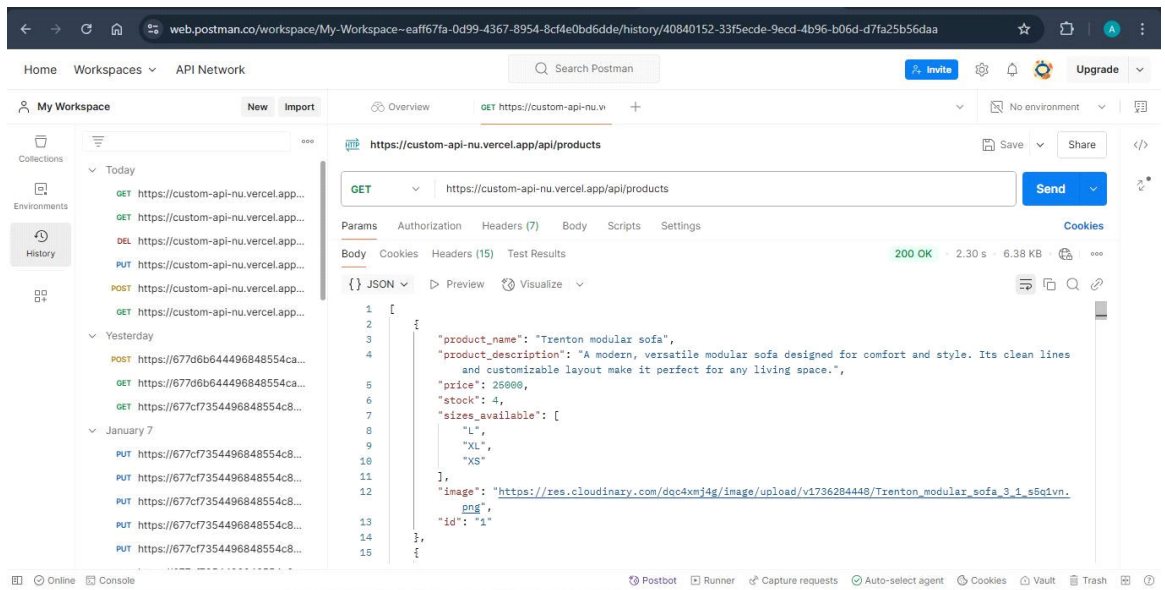 web.postman.co/workspace/My-Workspace~eaff67fa-0d99-4367-8954-8cf4e0bd6dde/history/40840152-33f5ecde-9ecd-4b96-b06d-d7fa25b56daa
A
Home Workspaces API Network
Search Postman
Invite
Upgrade
My Workspace
New Import
Overview
GET https://custom-api-nu.v
No environment
Collections
Environments
History
Today
GET https://custom-api-nu.vercel.app...
GET https://custom-api-nu.vercel.app...
DEL https://custom-api-nu.vercel.app...
PUT https://custom-api-nu.vercel.app...
POST https://custom-api-nu.vercel.app...
GET https://custom-api-nu.vercel.app...
Yesterday
POST https://677d6b644496848554ca...
GET https://677d6b644496848554ca...
GET https://677cf7354496848554c8...
January 7
PUT https://677cf7354496848554c8...
PUT https://677cf7354496848554c8...
PUT https://677cf7354496848554c8...
PUT https://677cf7354496848554c8...
PUT https://677cf7354496848554c8...
HTTP https://custom-api-nu.vercel.app/api/products
Save Share
GET https://custom-api-nu.vercel.app/api/products
Send
Params Authorization Headers (7) Body Scripts Settings
Cookies
Body Cookies Headers (15) Test Results
200 OK · 2.30 s · 6.38 KB
{} JSON Preview Visualize
1 [
2 {
3 "product_name": "Trenton modular sofa",
4 "product_description": "A modern, versatile modular sofa designed for comfort and style. Its clean lines
and customizable layout make it perfect for any living space.",
5 "price": 25000,
6 "stock": 4,
7 "sizes_available": [
8 "L",
9 "XL",
10 "XS"
11 ],
12 "image": "https://res.cloudinary.com/dqc4xmj4g/image/upload/v1736284448/Trenton_modular_sofa_3_1_s5q1vn.
png",
13 "id": "1"
14 },
15 {
Online Console
Postbot Runner Capture requests Auto-select agent Cookies Vault Trash